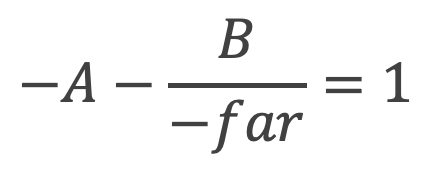 −A − B/−far = 1